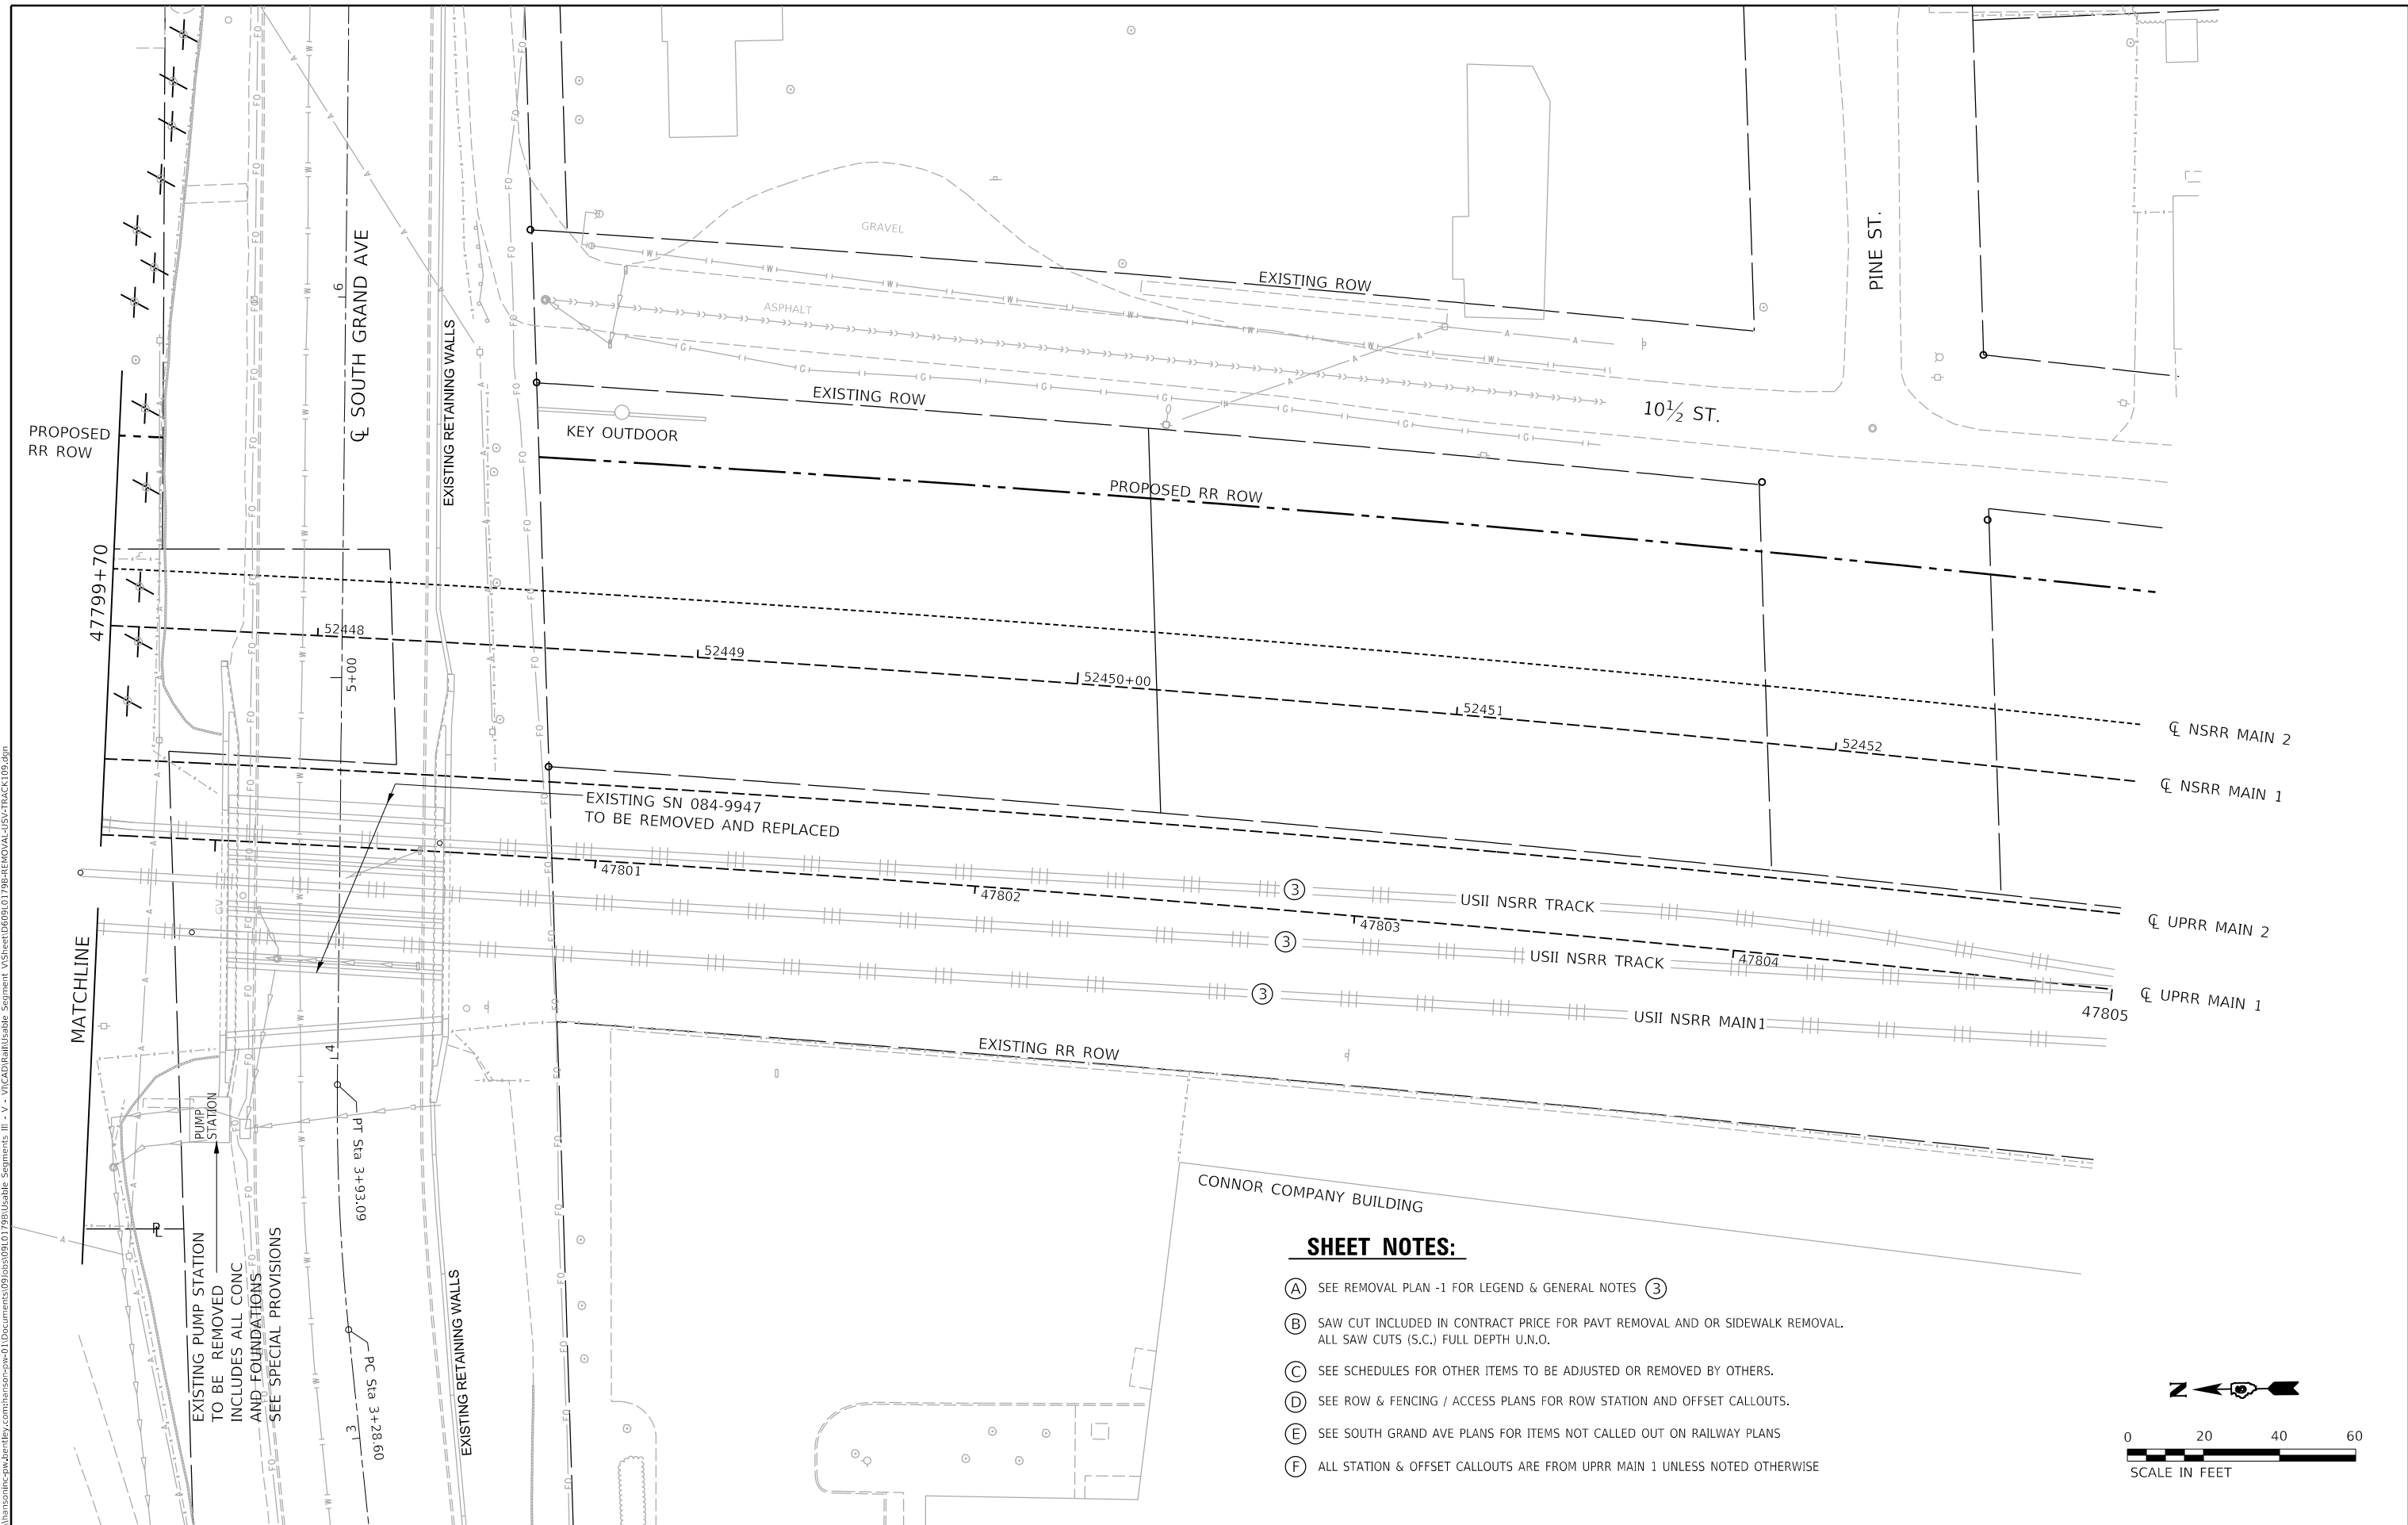 GRAVEL
ASPHALT
EXISTING ROW
EXISTING ROW
10½ ST.
PINE ST.
℄ SOUTH GRAND AVE
6
EXISTING RETAINING WALLS
KEY OUTDOOR
PROPOSED
RR ROW
PROPOSED RR ROW
47799+70
52448
52449
52450+00
52451
52452
5+00
℄ NSRR MAIN 2
℄ NSRR MAIN 1
EXISTING SN 084-9947
TO BE REMOVED AND REPLACED
47801
47802
47803
47804
47805
3
USII NSRR TRACK
3
USII NSRR TRACK
3
USII NSRR MAIN1
℄ UPRR MAIN 2
℄ UPRR MAIN 1
MATCHLINE
EXISTING RR ROW
4
PUMP
STATION
PT Sta 3+93.09
PC Sta 3+28.60
3
PL
EXISTING PUMP STATION
TO BE REMOVED
INCLUDES ALL CONC
AND FOUNDATIONS
SEE SPECIAL PROVISIONS
EXISTING RETAINING WALLS
CONNOR COMPANY BUILDING
SHEET NOTES:
A SEE REMOVAL PLAN -1 FOR LEGEND & GENERAL NOTES 3
B SAW CUT INCLUDED IN CONTRACT PRICE FOR PAVT REMOVAL AND OR SIDEWALK REMOVAL.
ALL SAW CUTS (S.C.) FULL DEPTH U.N.O.
C SEE SCHEDULES FOR OTHER ITEMS TO BE ADJUSTED OR REMOVED BY OTHERS.
D SEE ROW & FENCING / ACCESS PLANS FOR ROW STATION AND OFFSET CALLOUTS.
E SEE SOUTH GRAND AVE PLANS FOR ITEMS NOT CALLED OUT ON RAILWAY PLANS
F ALL STATION & OFFSET CALLOUTS ARE FROM UPRR MAIN 1 UNLESS NOTED OTHERWISE
N
0 20 40 60
SCALE IN FEET